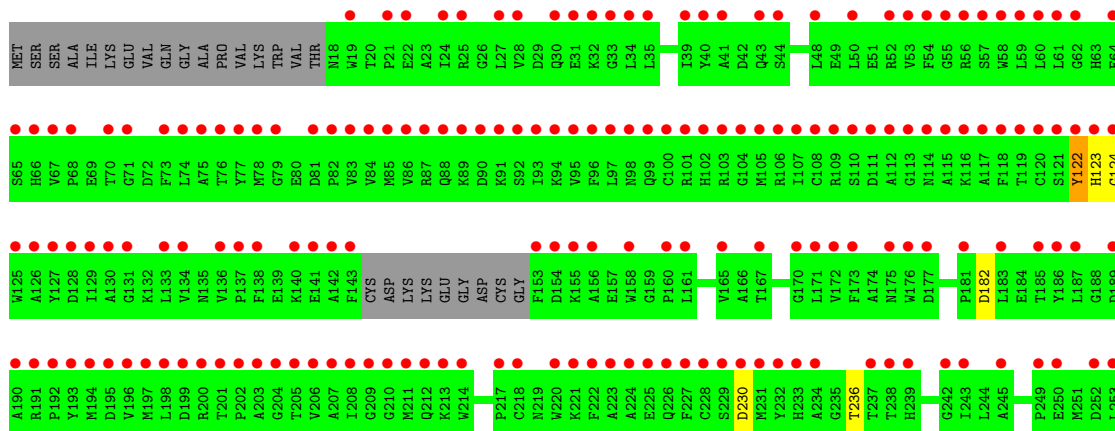 MET SER SER ALA ILE LYS GLU VAL GLN GLY ALA PRO VAL LYS TRP VAL THR N18 W19 T20 P21 E22 A23 I24 R25 G26 L27 V28 D29 Q30 E31 K32 G33 L34 L35 I39 Y40 A41 D42 Q43 S44 L48 E49 L50 E51 R52 V53 F54 G55 R56 S57 W58 L59 L60 L61 G62 H63 E64
S65 H66 V67 P68 E69 T70 G71 D72 F73 L74 A75 T76 Y77 M78 G79 E80 D81 P82 V83 V84 M85 V86 R87 Q88 K89 D90 K91 S92 I93 K94 V95 F96 L97 N98 Q99 C100 R101 H102 R103 G104 M105 R106 I107 C108 R109 S110 D111 A112 G113 N114 A115 K116 A117 F118 T119 C120 S121 Y122 H123 G124
W125 A126 Y127 D128 I129 A130 G131 K132 L133 V134 N135 V136 P137 F138 E139 K140 E141 A142 F143 CYS ASP LYS LYS GLU GLY ASP CYS GLY F153 D154 K155 A156 E157 W158 G159 P160 L161 V165 A166 T167 G170 L171 V172 F173 A174 N175 W176 D177 P181 D182 L183 E184 T185 Y186 L187 G188 D189
A190 R191 P192 Y193 M194 D195 V196 M197 L198 D199 R200 T201 P202 A203 G204 T205 V206 A207 I208 G209 G210 M211 Q212 K213 W214 P217 C218 N219 W220 K221 F222 A223 A224 E225 Q226 F227 C228 S229 D230 M231 Y232 H233 A234 G235 T236 T237 T238 H239 G242 I243 L244 A245 P249 E250 M251 D252 L253